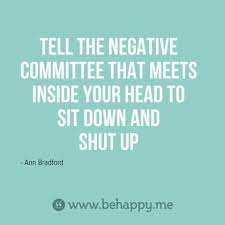 TELL THE NEGATIVE
COMMITTEE THAT MEETS
INSIDE YOUR HEAD TO
SIT DOWN AND
SHUT UP
- Ann Bradford
www.behappy.me